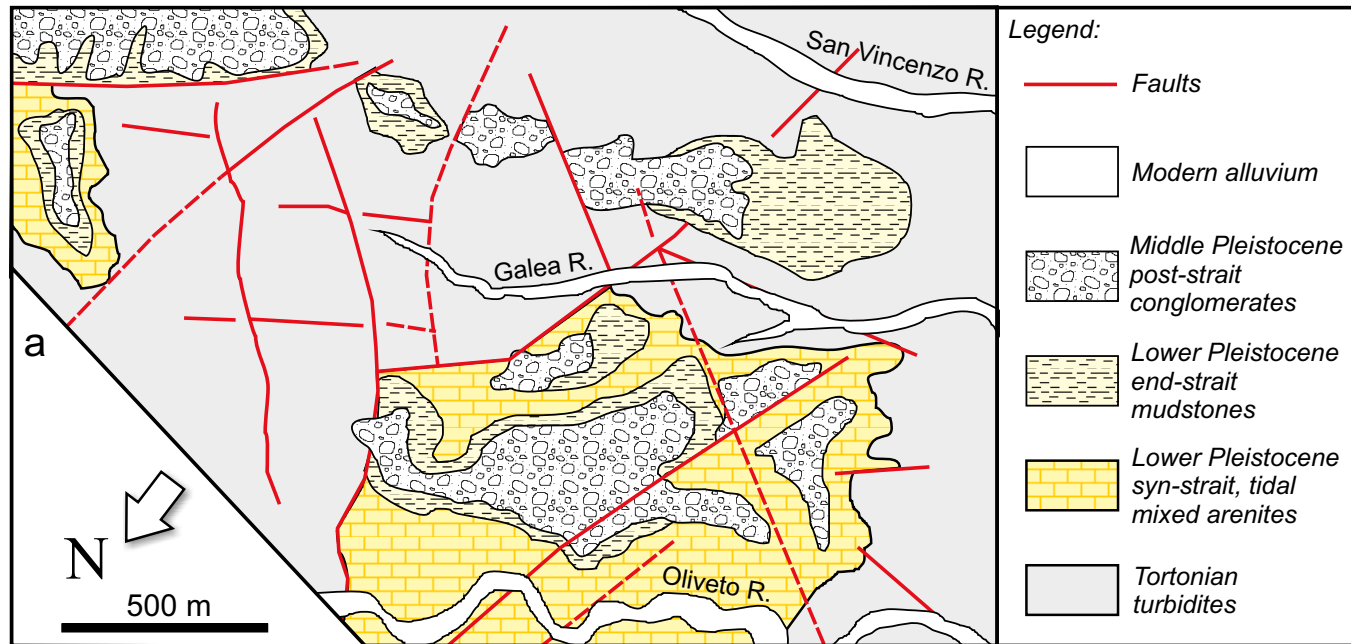 San Vincenzo R.
Galea R.
Oliveto R.
a
N
500 m
Legend:
Faults
Modern alluvium
Middle Pleistocene
post-strait
conglomerates
Lower Pleistocene
end-strait
mudstones
Lower Pleistocene
syn-strait, tidal
mixed arenites
Tortonian
turbidites